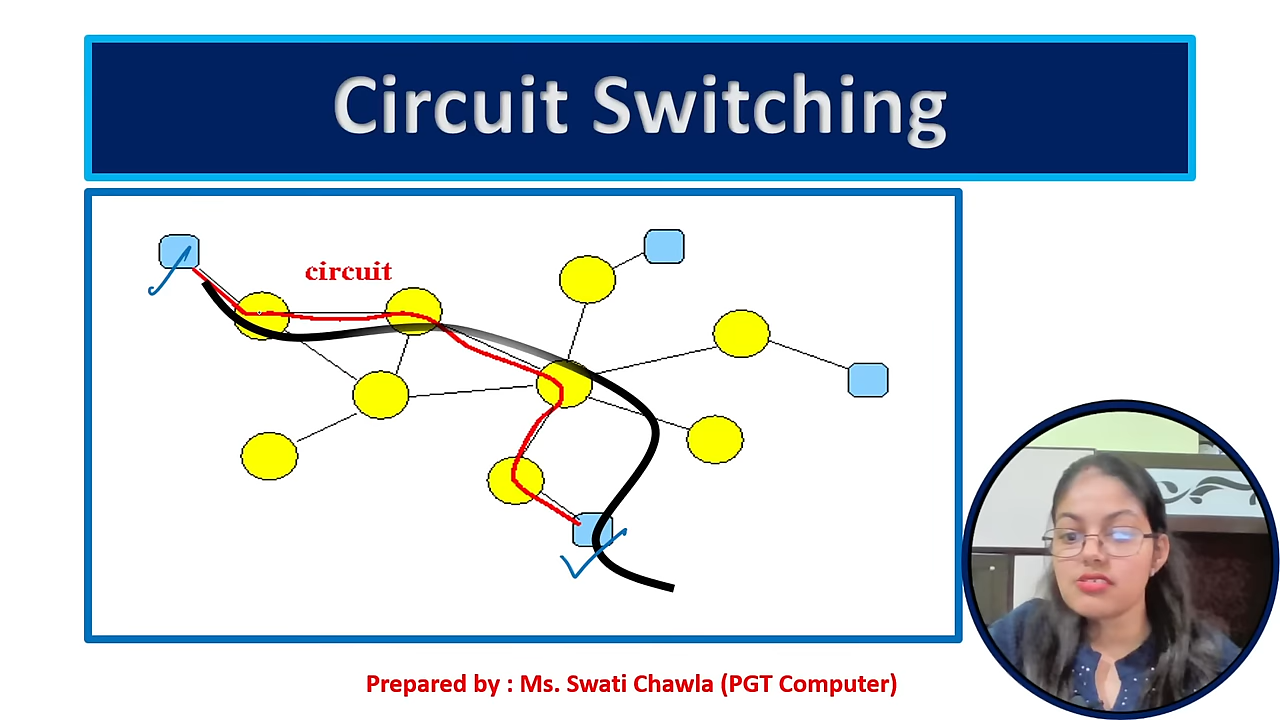 Circuit Switching
circuit
Prepared by : Ms. Swati Chawla (PGT Computer)